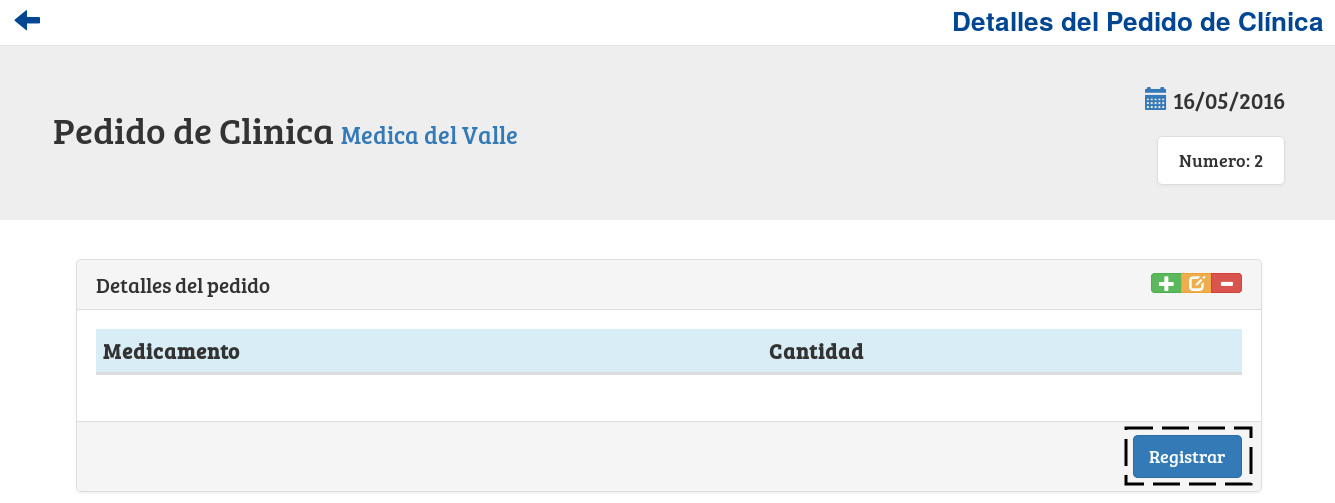 Detalles del Pedido de Clínica
16/05/2016
Pedido de Clinica Medica del Valle
Numero: 2
Detalles del pedido
Medicamento Cantidad
Registrar